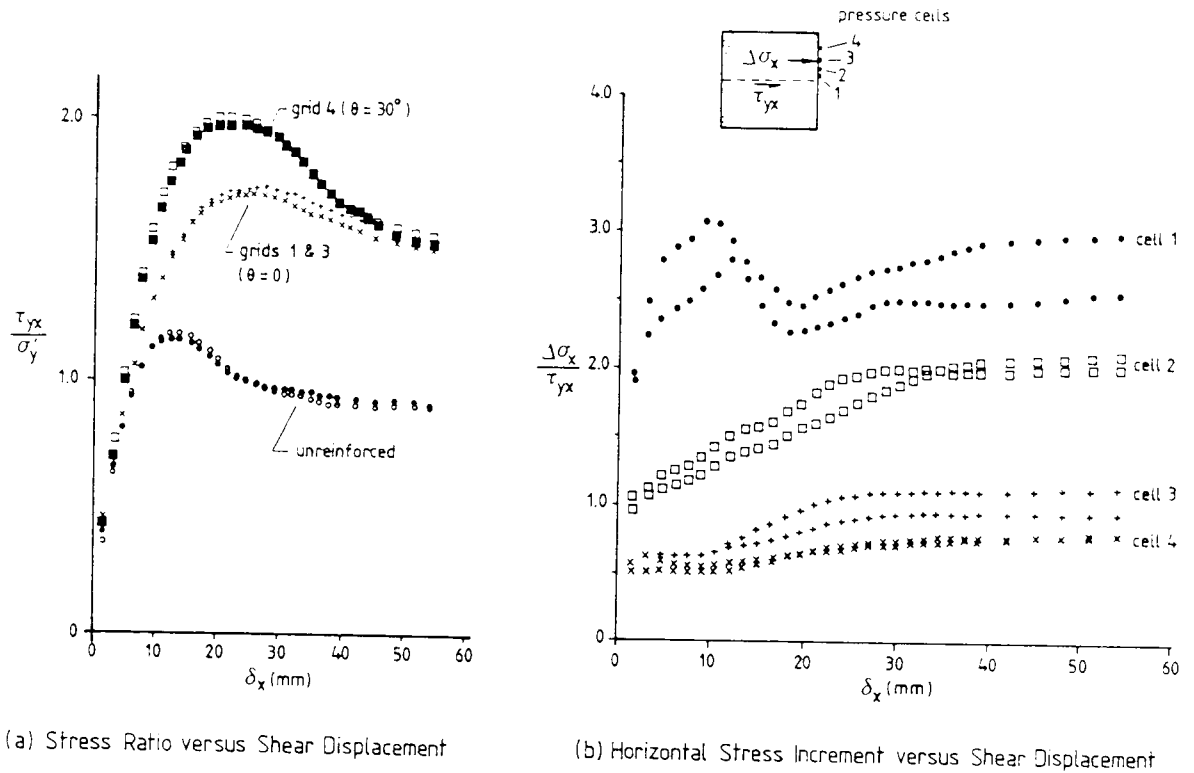 2.0
1.0
0
τyx
σ'y
grid 4 (θ = 30°)
grids 1 & 3
(θ = 0)
unreinforced
0 10 20 30 40 50 60
δx (mm)
(a) Stress Ratio versus Shear Displacement
pressure cells
4
3
2
1
Δσx
τyx
4.0
3.0
2.0
1.0
0
Δσx
τyx
cell 1
cell 2
cell 3
cell 4
0 10 20 30 40 50 60
δx (mm)
(b) Horizontal Stress Increment versus Shear Displacement